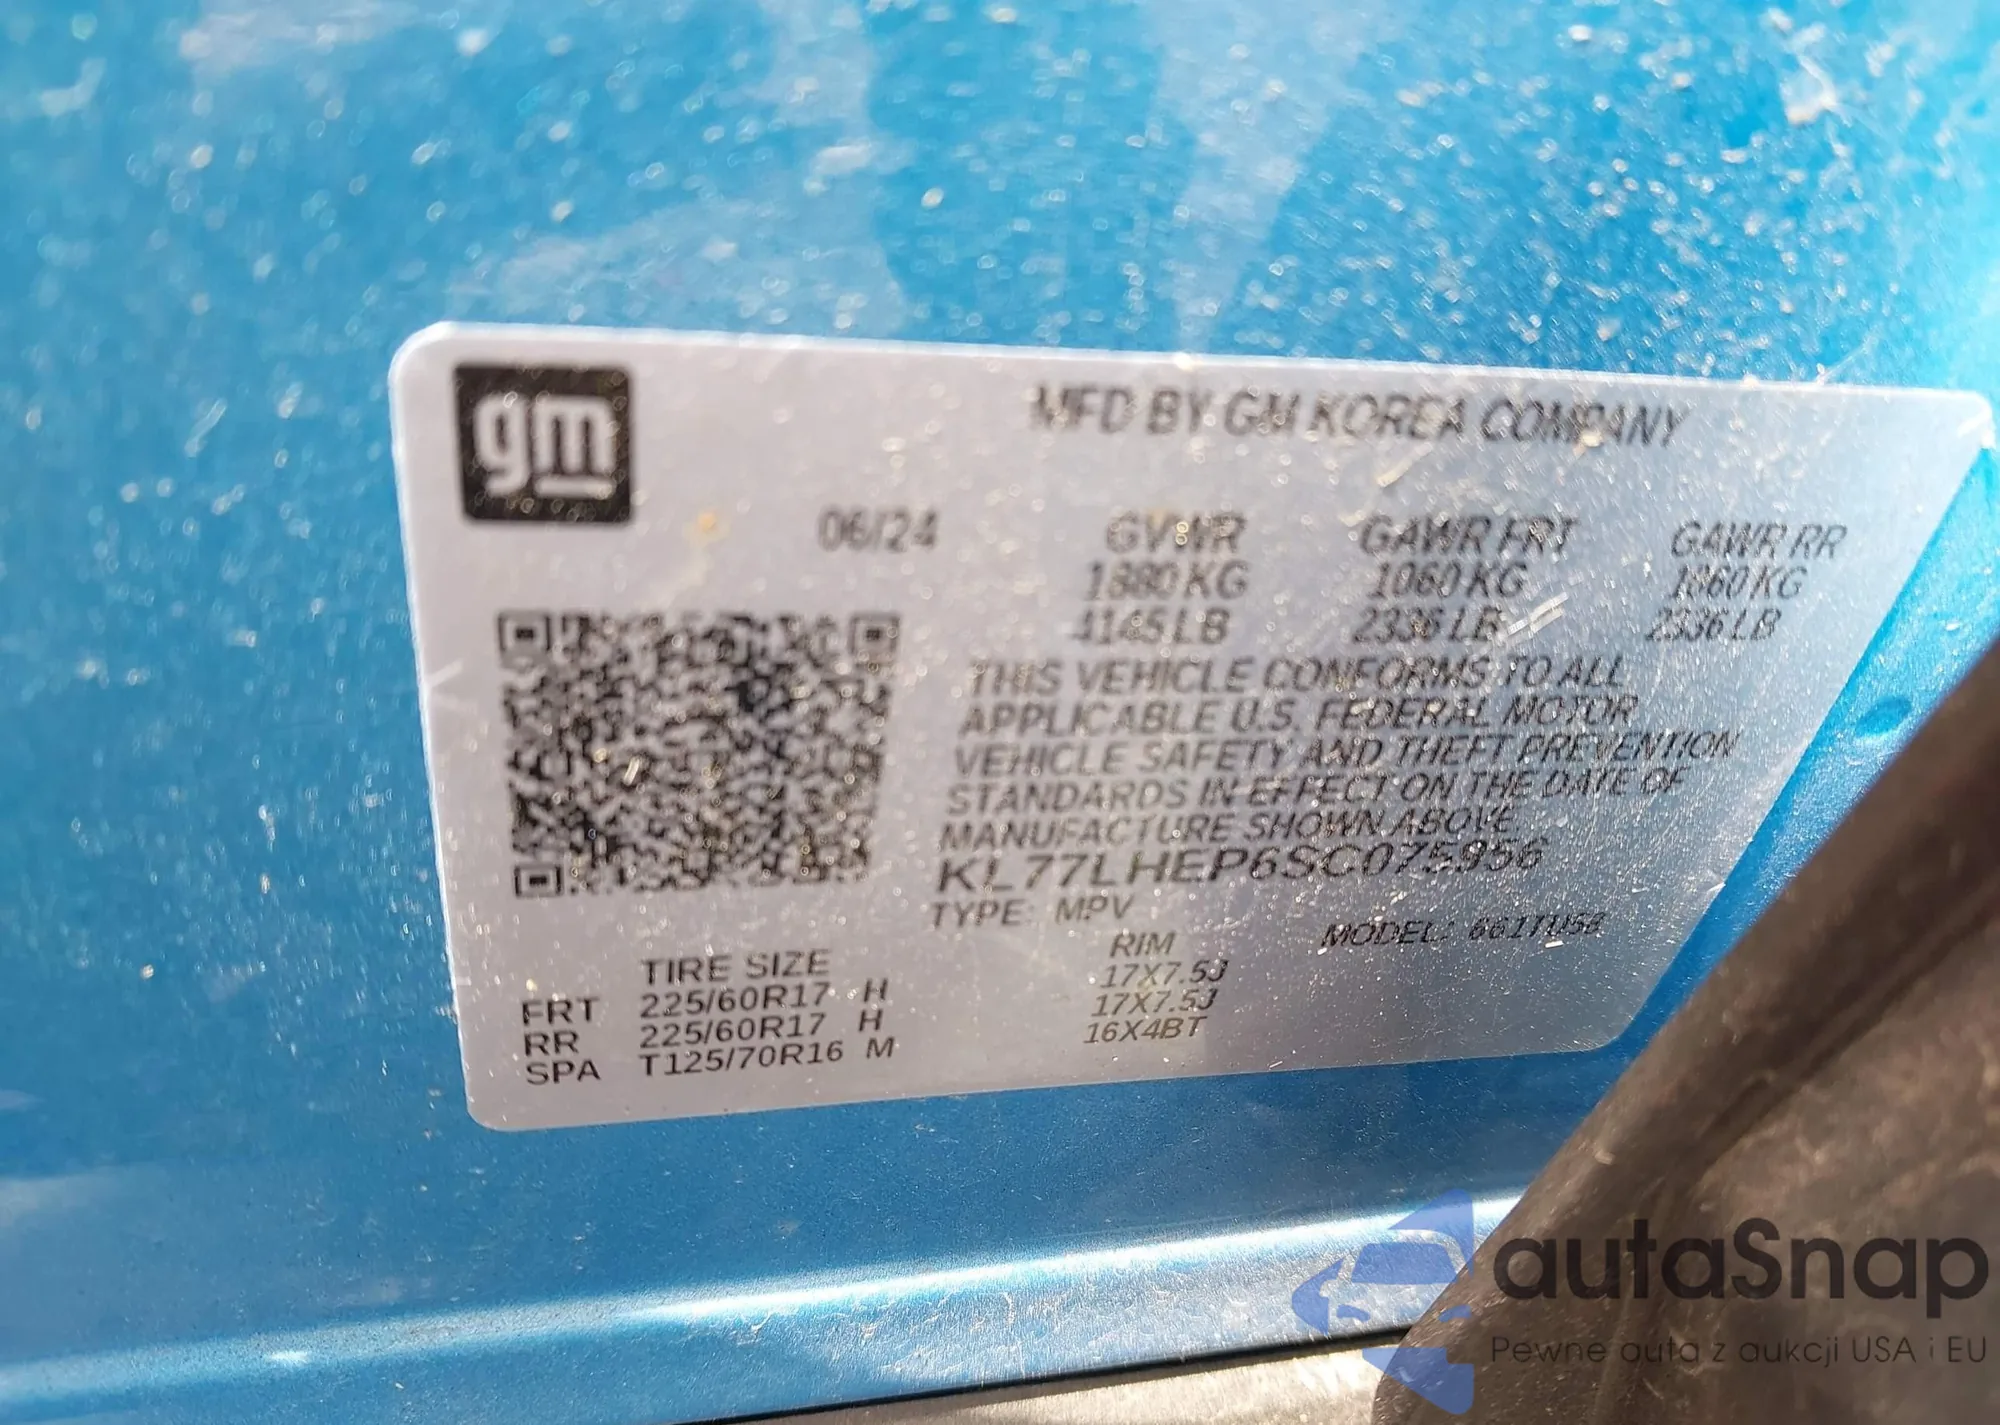 gm
MFD BY GM KOREA COMPANY
06/24 GVWR GAWR FRT GAWR RR
1880 KG 1060 KG 1060 KG
4145 LB 2336 LB 2336 LB
THIS VEHICLE CONFORMS TO ALL
APPLICABLE U.S. FEDERAL MOTOR
VEHICLE SAFETY AND THEFT PREVENTION
STANDARDS IN EFFECT ON THE DATE OF
MANUFACTURE SHOWN ABOVE.
KL77LHEP6SC075956
TYPE: MPV MODEL: 661TU58
TIRE SIZE RIM
FRT 225/60R17 H 17X7.5J
RR 225/60R17 H 17X7.5J
SPA T125/70R16 M 16X4BT
autaSnap
Pewne auta z aukcji USA i EU